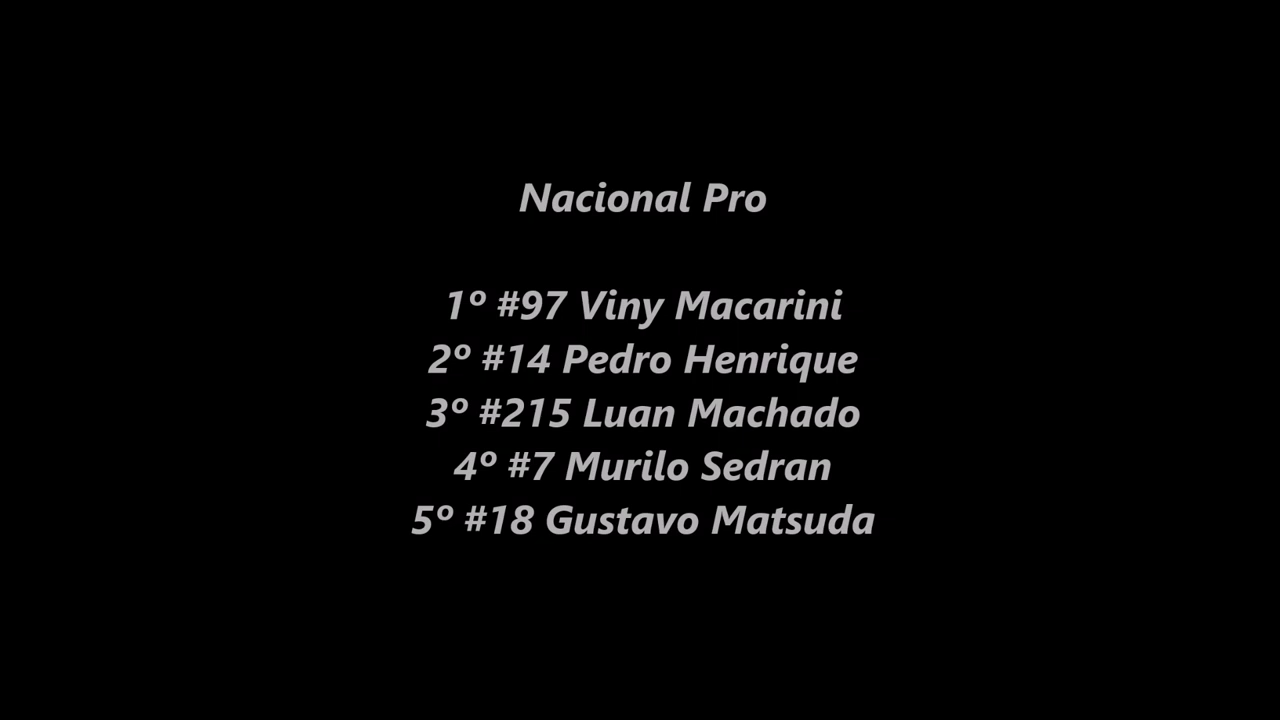 Nacional Pro
1º #97 Viny Macarini
2º #14 Pedro Henrique
3º #215 Luan Machado
4º #7 Murilo Sedran
5º #18 Gustavo Matsuda